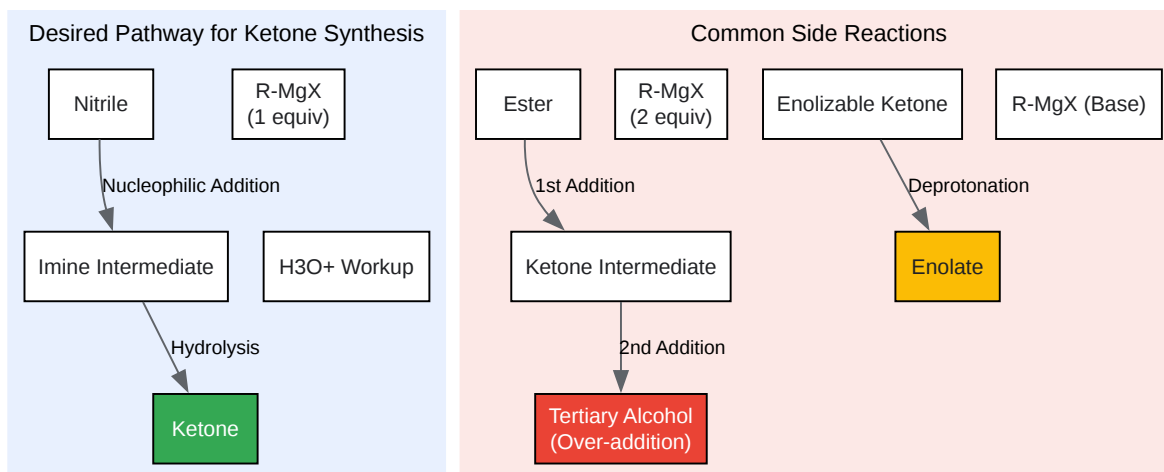 Desired Pathway for Ketone Synthesis
Nitrile
R-MgX
(1 equiv)
Nucleophilic Addition
Imine Intermediate
H3O+ Workup
Hydrolysis
Ketone
Common Side Reactions
Ester
R-MgX
(2 equiv)
Enolizable Ketone
R-MgX (Base)
1st Addition
Deprotonation
Ketone Intermediate
Enolate
2nd Addition
Tertiary Alcohol
(Over-addition)